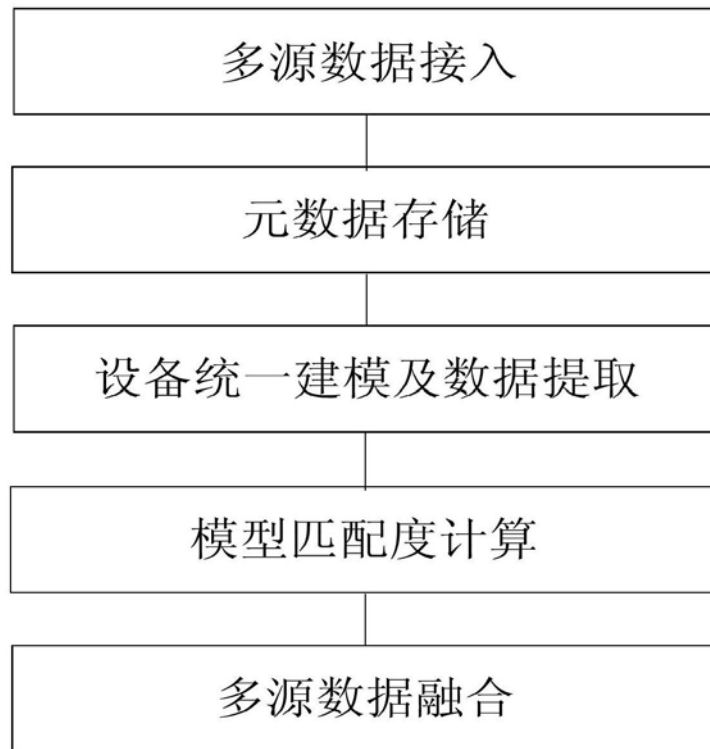 多源数据接入
元数据存储
设备统一建模及数据提取
模型匹配度计算
多源数据融合